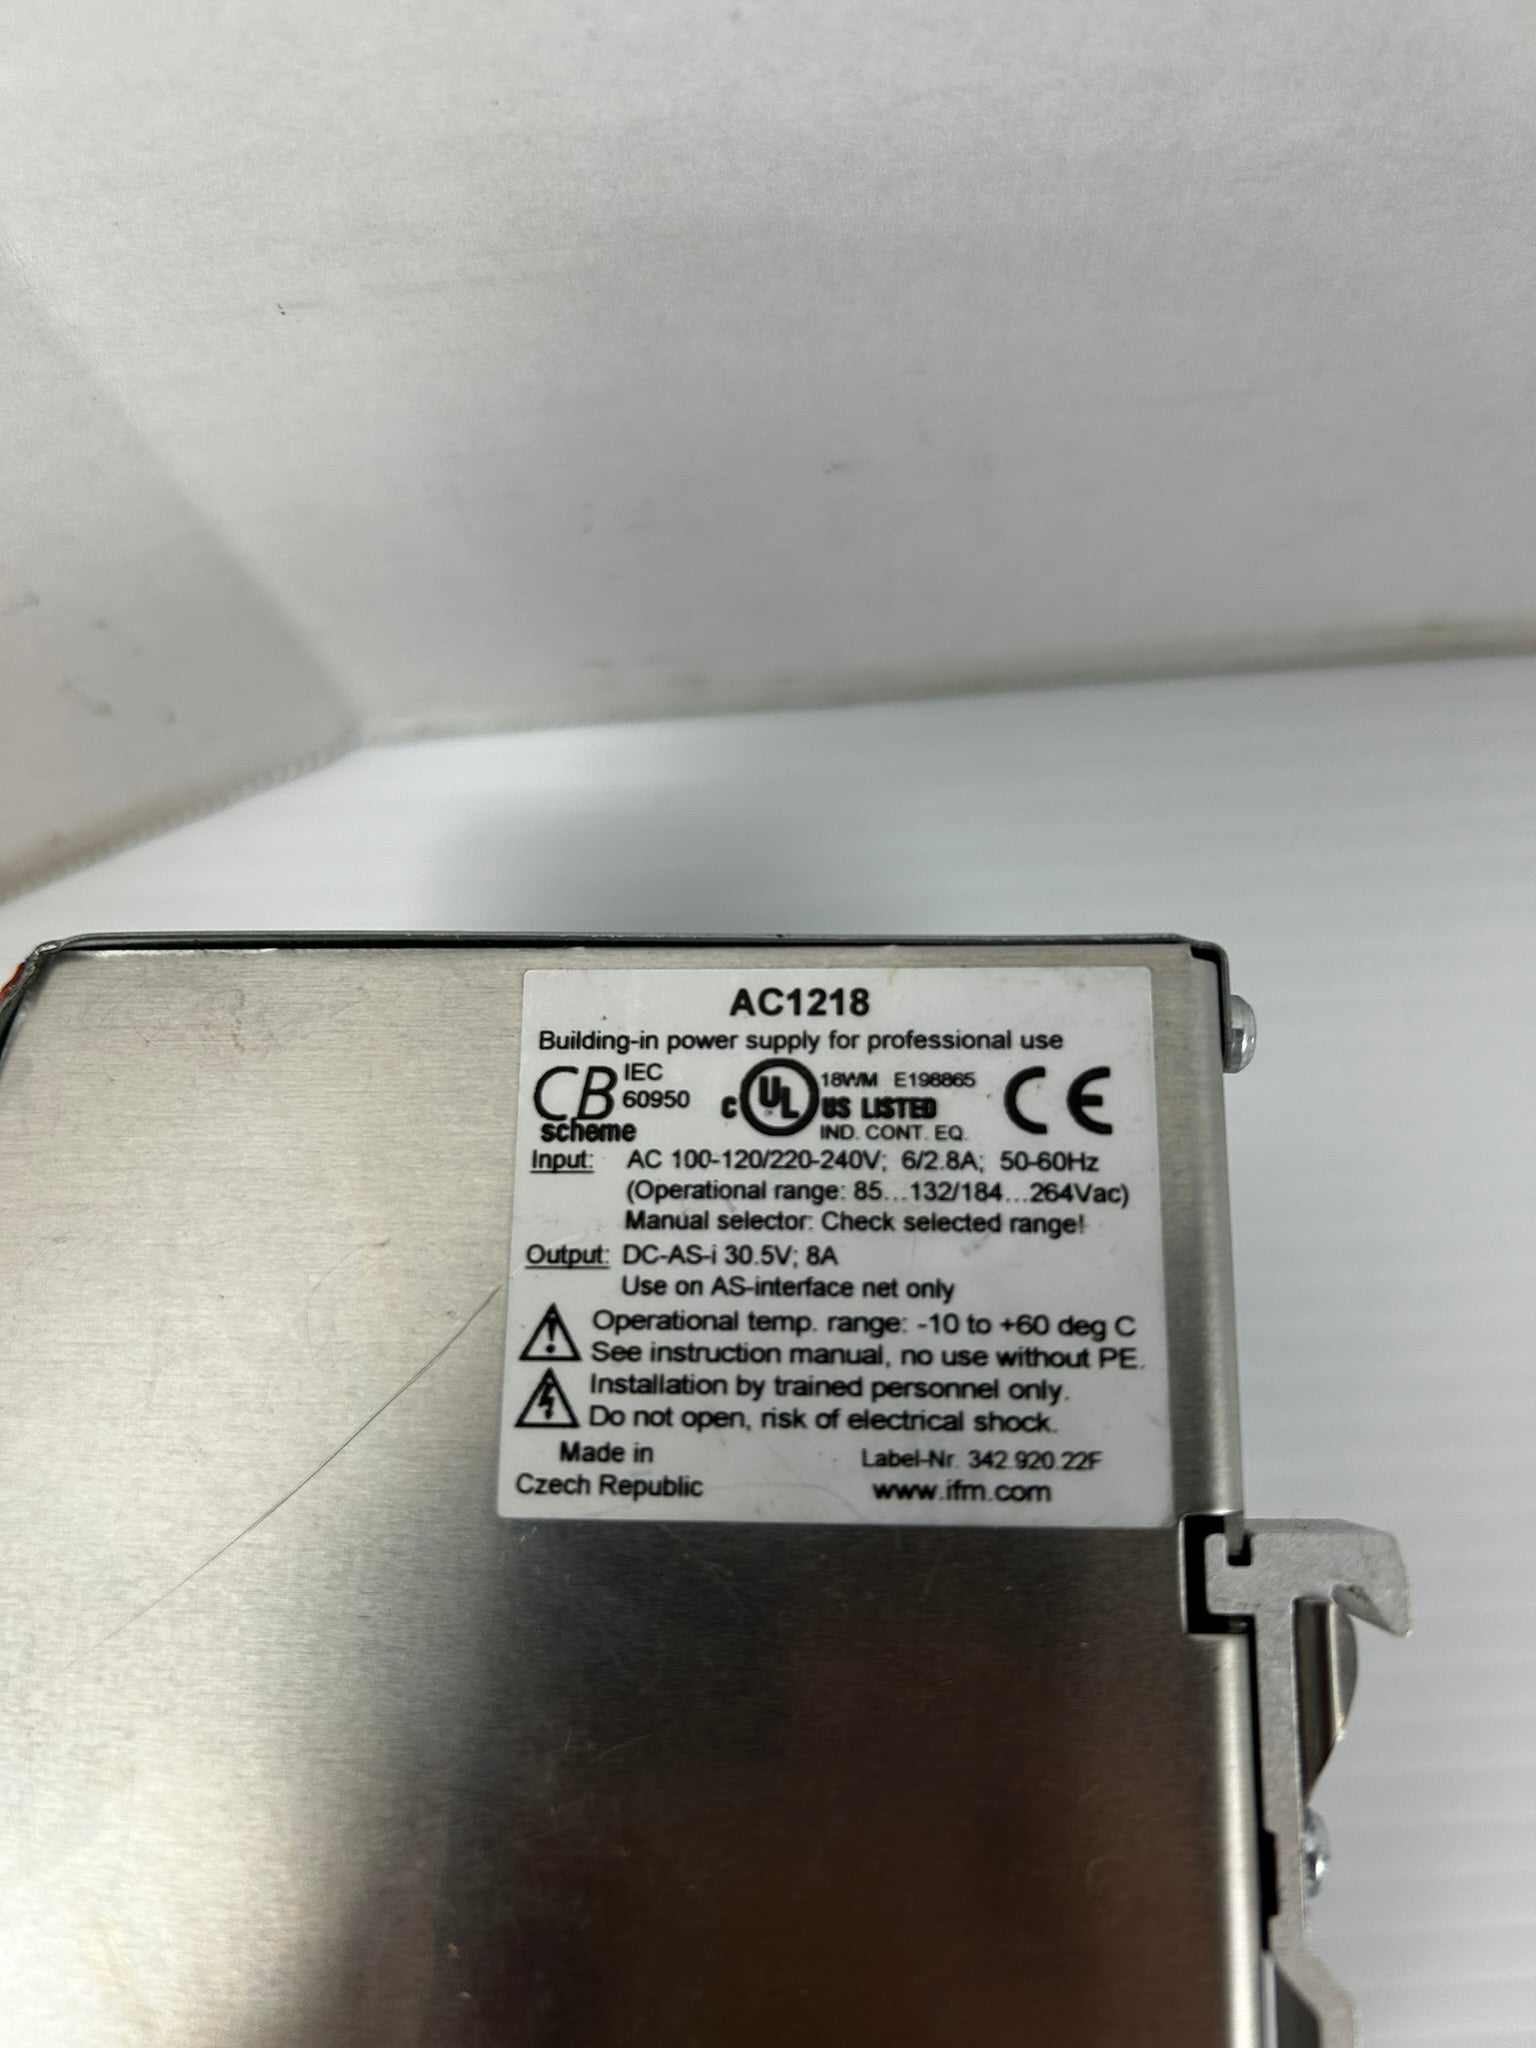 AC1218
Building-in power supply for professional use
CB scheme IEC 60950
c UL US LISTED 18WM E198865
IND. CONT. EQ.
CE
Input: AC 100-120/220-240V; 6/2.8A; 50-60Hz
(Operational range: 85...132/184...264Vac)
Manual selector: Check selected range!
Output: DC-AS-i 30.5V; 8A
Use on AS-interface net only
Operational temp. range: -10 to +60 deg C
See instruction manual, no use without PE.
Installation by trained personnel only.
Do not open, risk of electrical shock.
Made in
Czech Republic
Label-Nr. 342.920.22F
www.ifm.com